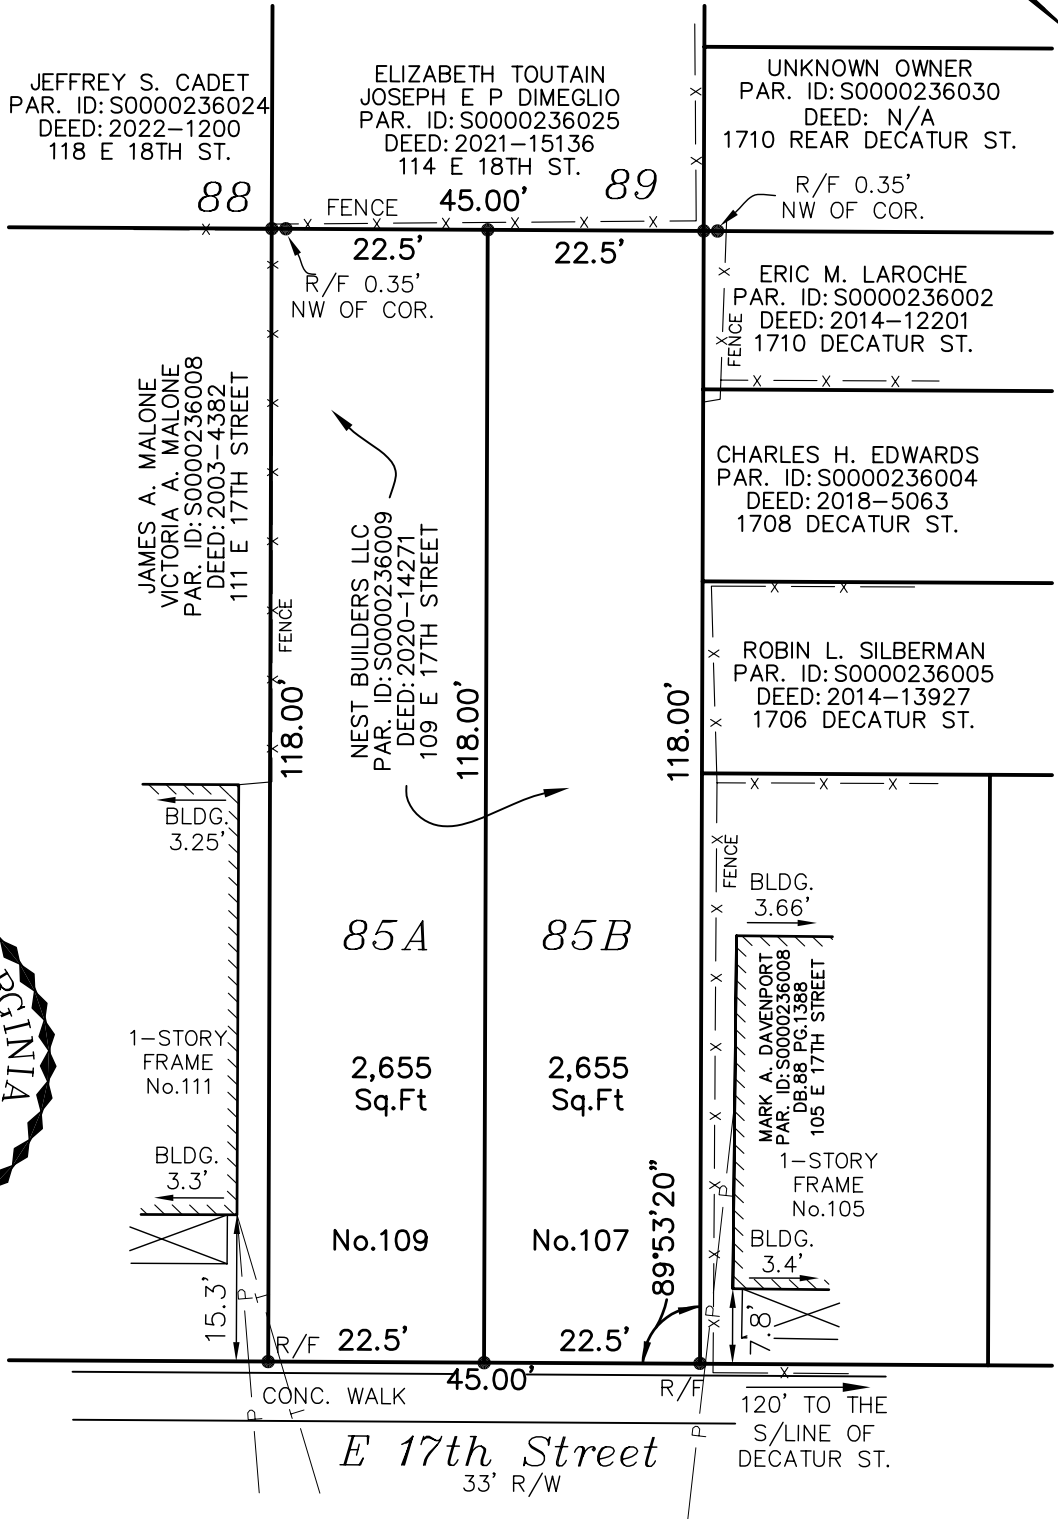 JEFFREY S. CADET
PAR. ID: S0000236024
DEED: 2022-1200
118 E 18TH ST.
ELIZABETH TOUTAIN
JOSEPH E P DIMEGLIO
PAR. ID: S0000236025
DEED: 2021-15136
114 E 18TH ST.
UNKNOWN OWNER
PAR. ID: S0000236030
DEED: N/A
1710 REAR DECATUR ST.
88
89
FENCE
45.00'
22.5'
22.5'
R/F 0.35'
NW OF COR.
R/F 0.35'
NW OF COR.
ERIC M. LAROCHE
PAR. ID: S0000236002
DEED: 2014-12201
1710 DECATUR ST.
FENCE
JAMES A. MALONE
VICTORIA A. MALONE
PAR. ID: S0000236008
DEED: 2003-4382
111 E 17TH STREET
CHARLES H. EDWARDS
PAR. ID: S0000236004
DEED: 2018-5063
1708 DECATUR ST.
NEST BUILDERS LLC
PAR. ID: S0000236009
DEED: 2020-14271
109 E 17TH STREET
FENCE
ROBIN L. SILBERMAN
PAR. ID: S0000236005
DEED: 2014-13927
1706 DECATUR ST.
118.00'
118.00'
118.00'
BLDG.
3.25'
FENCE
BLDG.
3.66'
85A
85B
MARK A. DAVENPORT
PAR. ID: S0000236008
DB.88 PG.1388
105 E 17TH STREET
RGINIA
1-STORY
FRAME
No.111
2,655
Sq.Ft
2,655
Sq.Ft
BLDG.
3.3'
1-STORY
FRAME
No.105
No.109
No.107
89°53'20"
BLDG.
3.4'
15.3'
7.8'
P
T
P
P
R/F
22.5'
22.5'
45.00'
R/F
CONC. WALK
P
T
P
120' TO THE
S/LINE OF
DECATUR ST.
E 17th Street
33' R/W